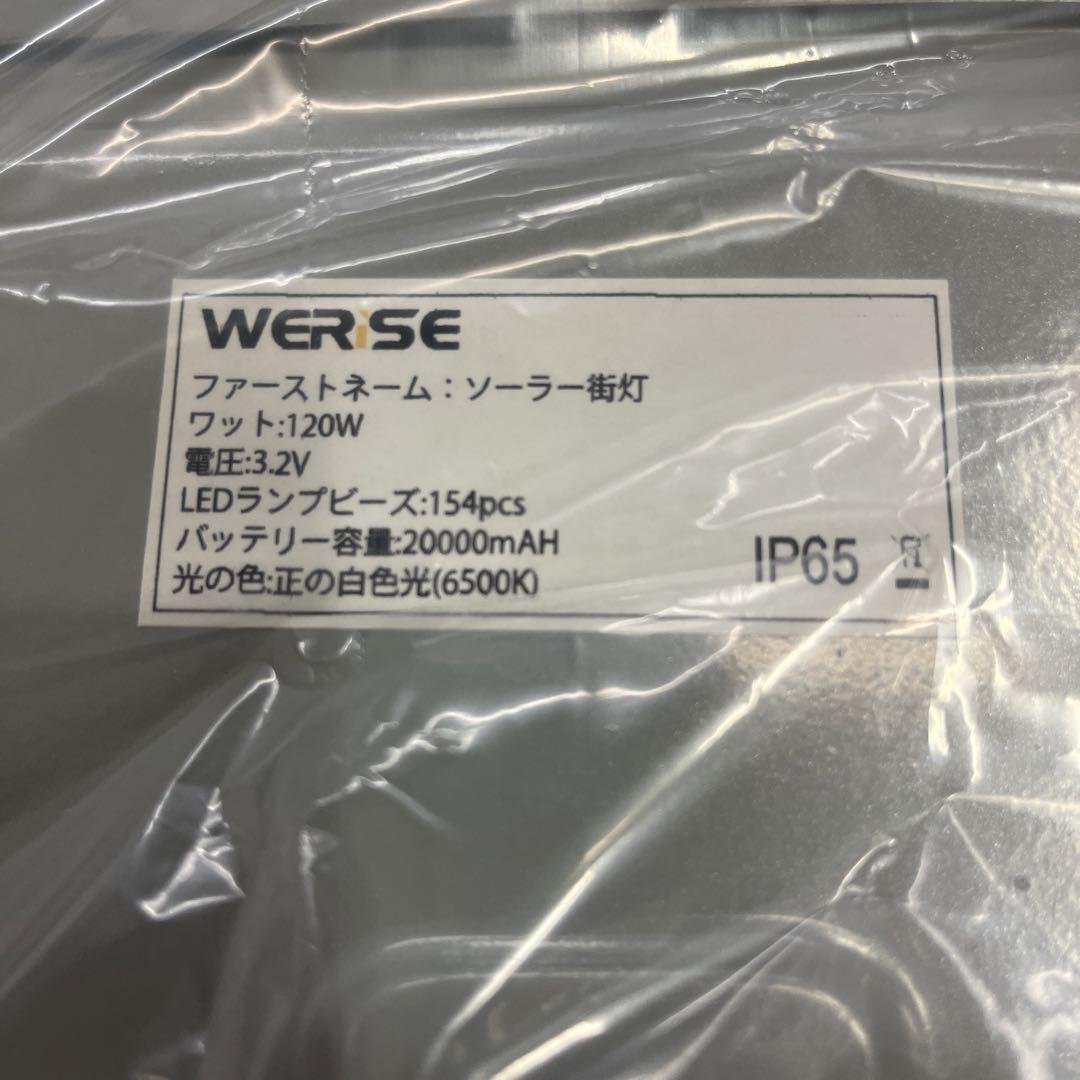 WERiSE
ファーストネーム：ソーラー街灯
ワット:120W
電圧:3.2V
LEDランプビーズ:154pcs
バッテリー容量:20000mAH
光の色:正の白色光(6500K)
IP65